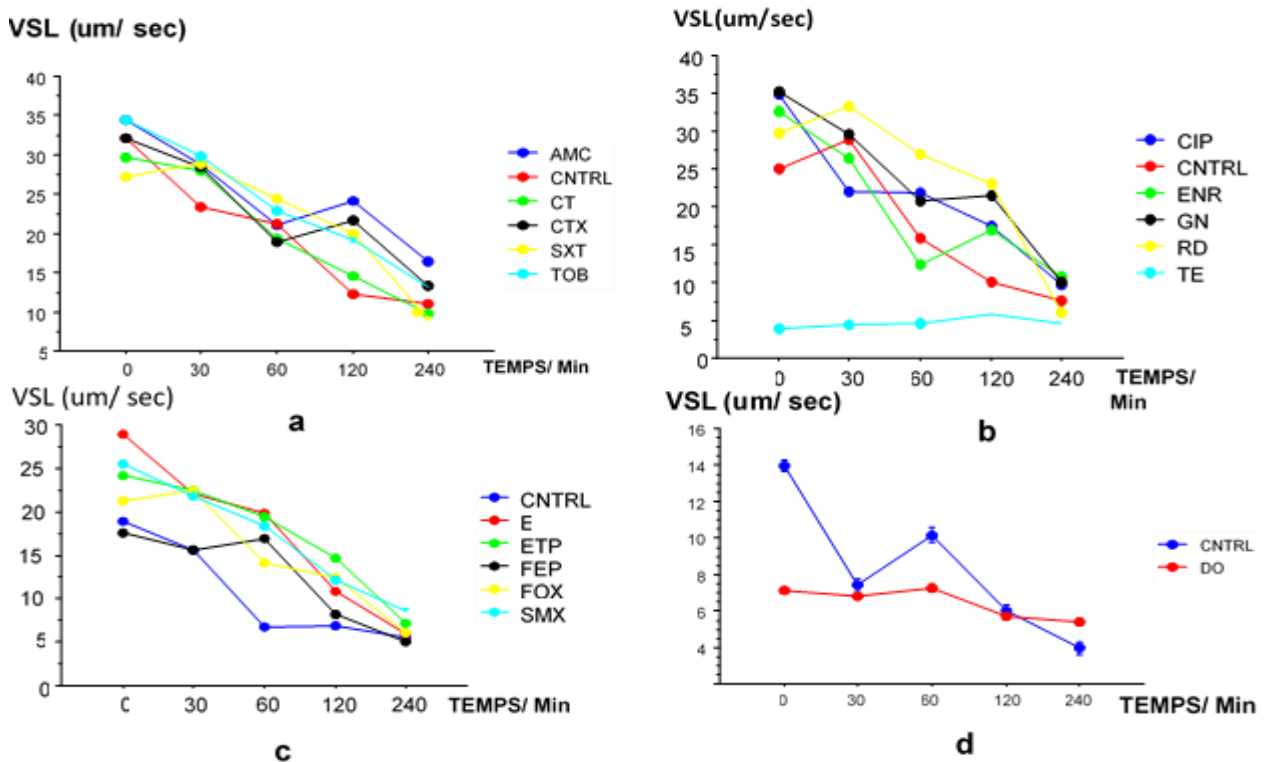 VSL (um/ sec)
40
35
30
25
20
15
10
5
0
30
60
120
240
TEMPS/ Min
AMC
CNTRL
CT
CTX
SXT
TOB
a
VSL(um/sec)
40
35
30
25
20
15
10
5
0
0
30
60
120
240
TEMPS/
Min
CIP
CNTRL
ENR
GN
RD
TE
b
VSL (um/ sec)
30
25
20
15
10
5
0
0
30
60
120
240
TEMPS/ Min
CNTRL
E
ETP
FEP
FOX
SMX
c
VSL (um/ sec)
16
14
12
10
8
6
4
0
30
60
120
240
TEMPS/ Min
CNTRL
DO
d